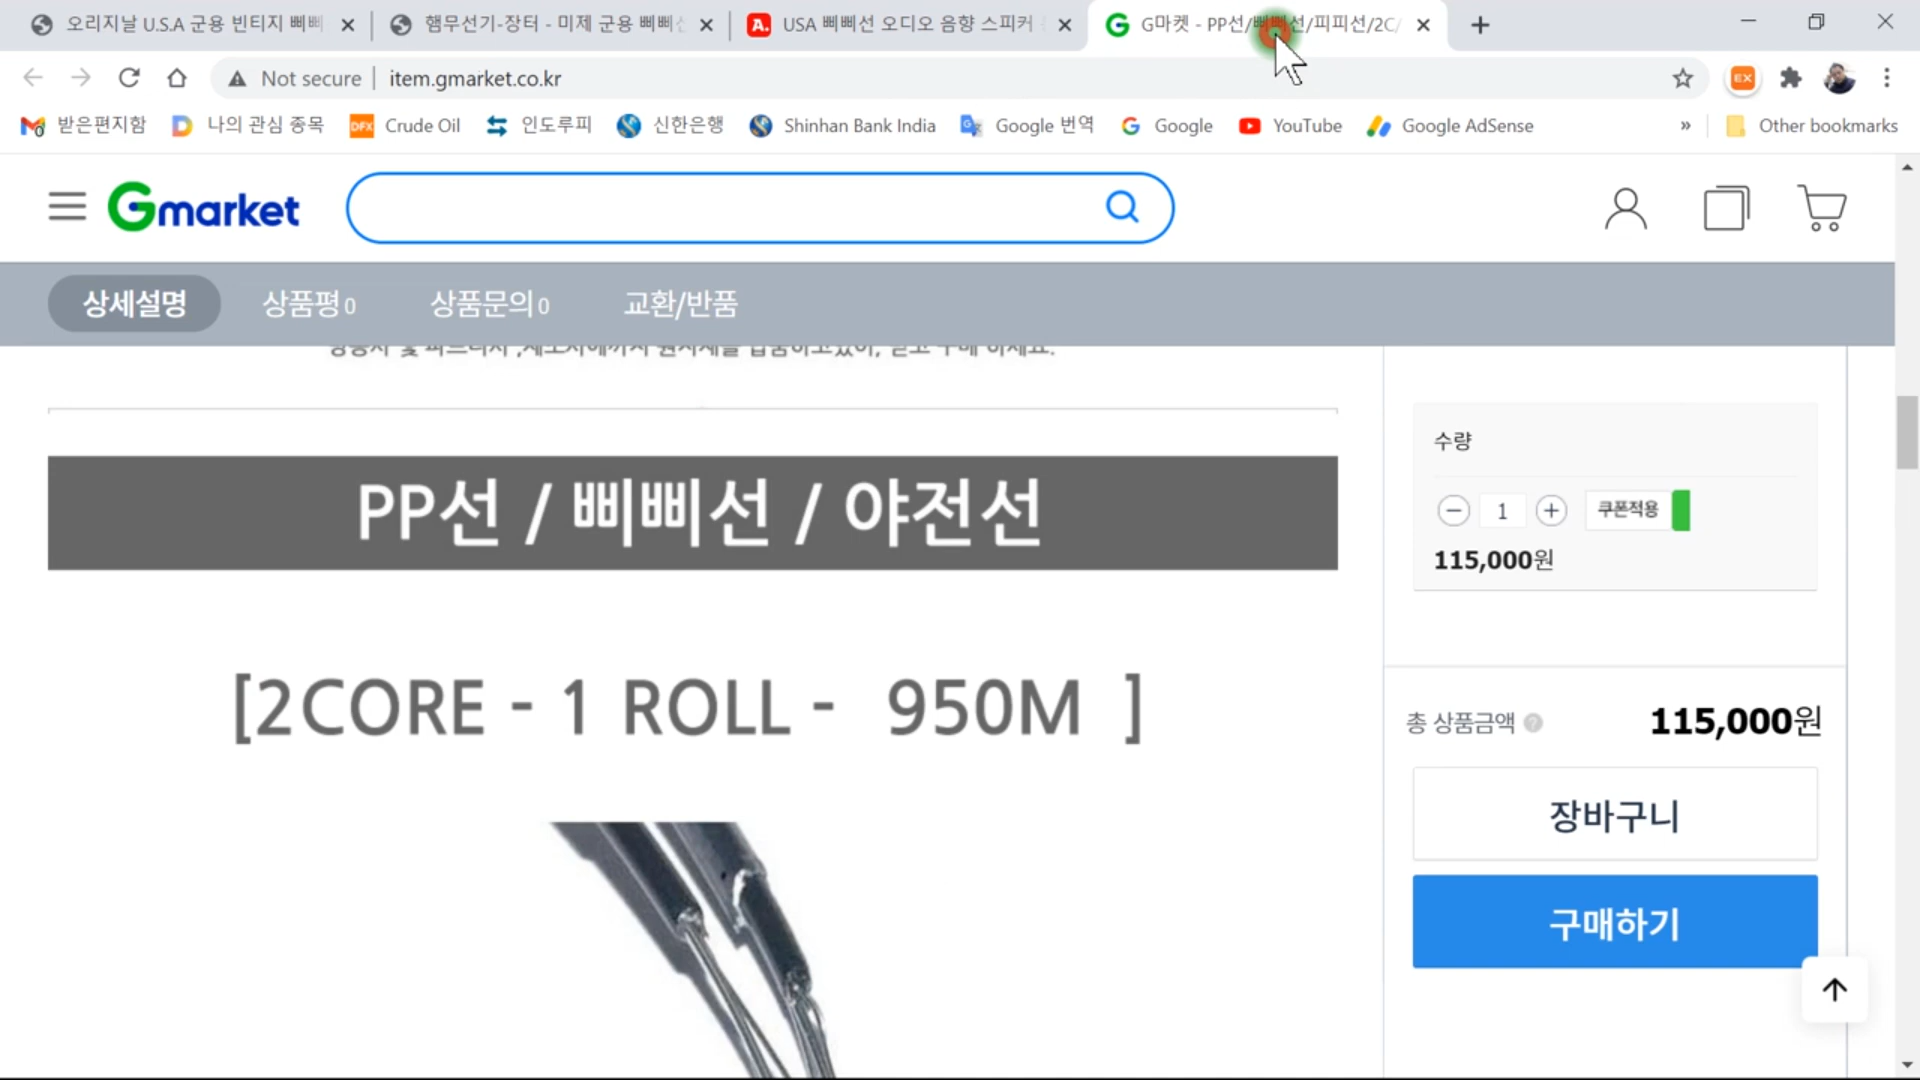 오리지날 U.S.A 군용 빈티지 삐삐
햄무선기-장터 - 미제 군용 삐삐선
USA 삐삐선 오디오 음향 스피커
G마켓 - PP선/삐삐선/피피선/2C/
Not secure
item.gmarket.co.kr
EX
받은편지함
나의 관심 종목
DFX
Crude Oil
인도루피
신한은행
Shinhan Bank India
Google 번역
Google
YouTube
Google AdSense
»
Other bookmarks
Gmarket
상세설명
상품평 0
상품문의 0
교환/반품
PP선 / 삐삐선 / 야전선
[2CORE - 1 ROLL - 950M ]
수량
1
쿠폰적용
115,000원
총 상품금액
115,000원
장바구니
구매하기